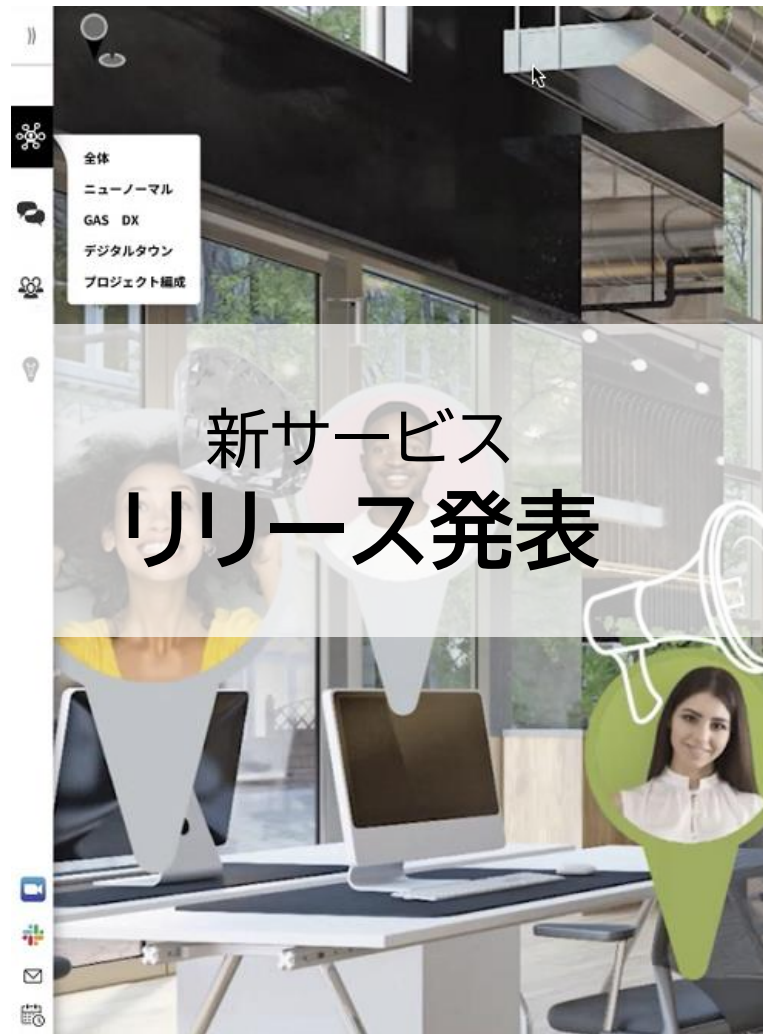 全体
ニューノーマル
GAS DX
デジタルタウン
プロジェクト編成
新サービス
リリース発表